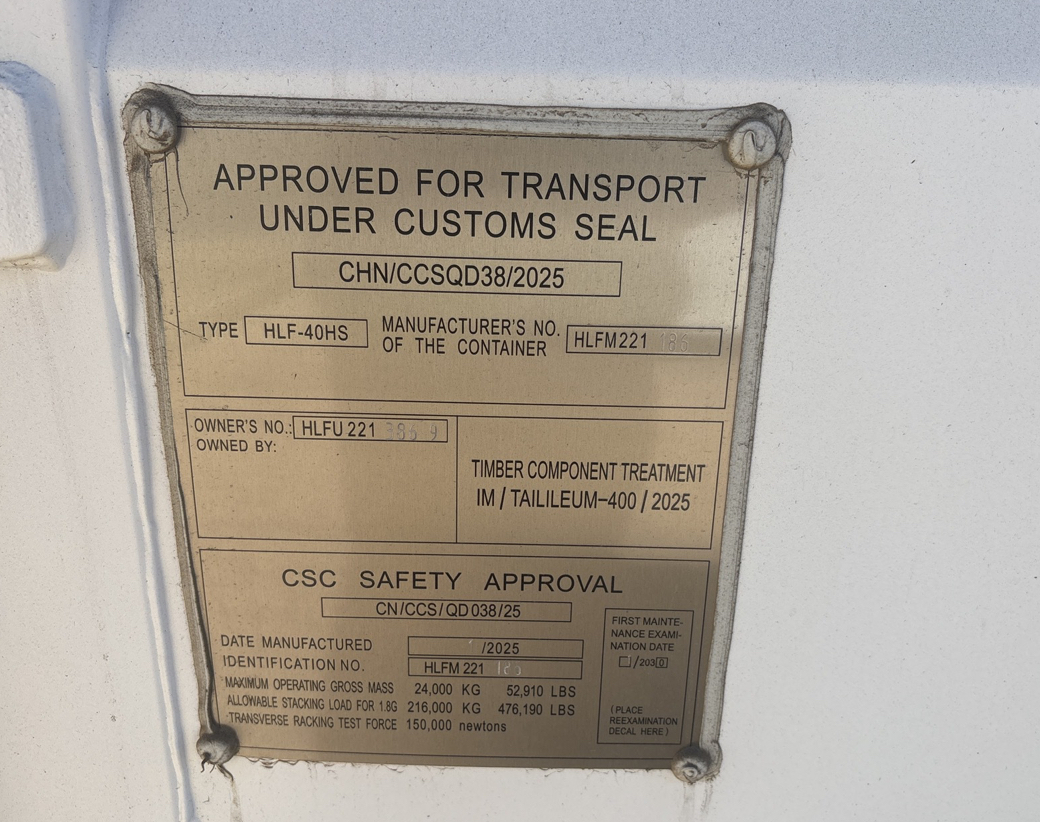 APPROVED FOR TRANSPORT
UNDER CUSTOMS SEAL
CHN/CCSQD38/2025
TYPE HLF-40HS
MANUFACTURER'S NO.
OF THE CONTAINER
HLFM221
OWNER'S NO.: HLFU 221
OWNED BY:
TIMBER COMPONENT TREATMENT
IM / TAILILEUM-400 / 2025
CSC SAFETY APPROVAL
CN/CCS/QD038/25
DATE MANUFACTURED /2025
IDENTIFICATION NO. HLFM 221
MAXIMUM OPERATING GROSS MASS 24,000 KG 52,910 LBS
ALLOWABLE STACKING LOAD FOR 1.8G 216,000 KG 476,190 LBS
TRANSVERSE RACKING TEST FORCE 150,000 newtons
FIRST MAINTE-
NANCE EXAMI-
NATION DATE
/2030
(PLACE
REEXAMINATION
DECAL HERE)